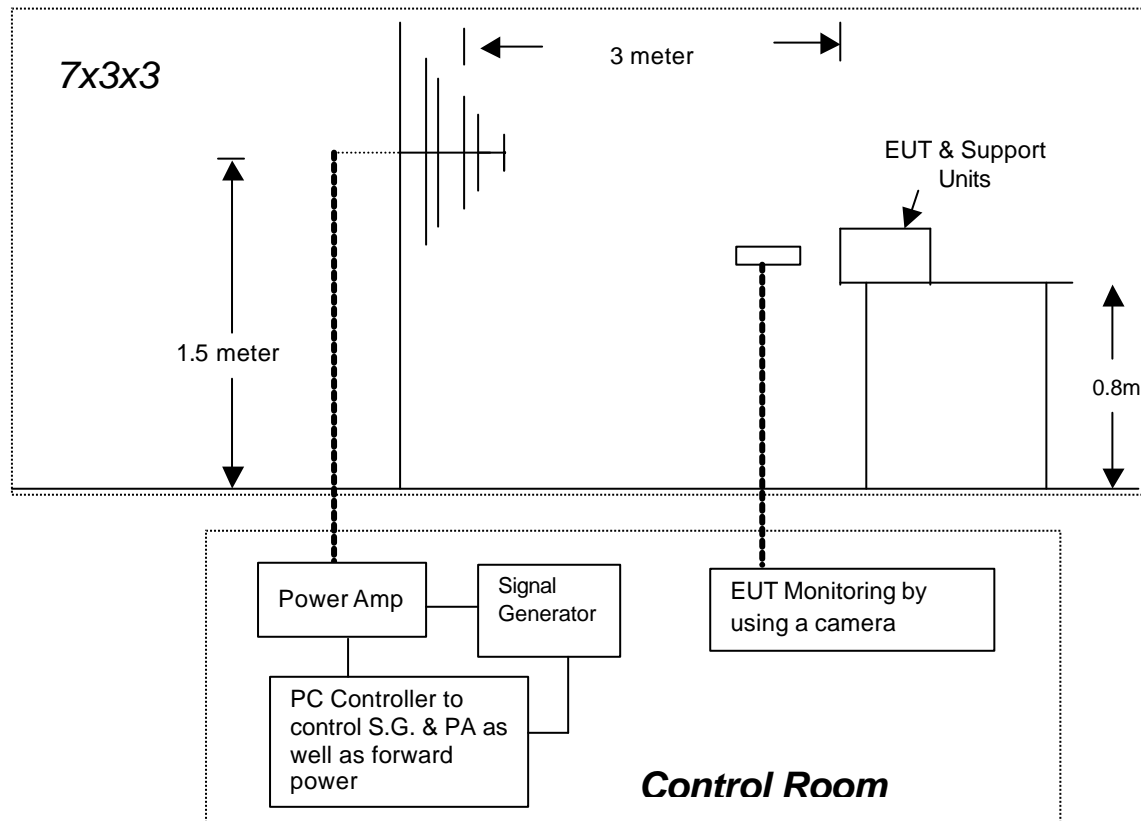 7x3x3
3 meter
EUT & Support
Units
1.5 meter
0.8m
Power Amp
Signal
Generator
EUT Monitoring by
using a camera
PC Controller to
control S.G. & PA as
well as forward
power
Control Room